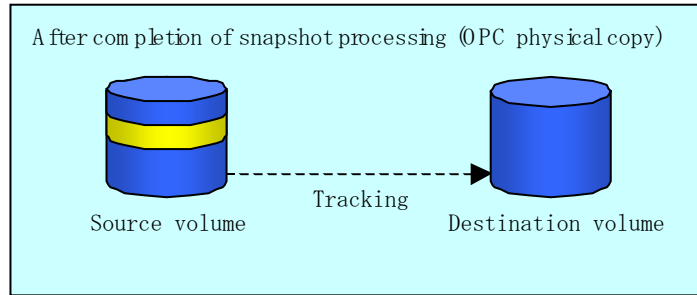 After completion of snapshot processing (OPC physical copy)
Tracking
Source volume
Destination volume